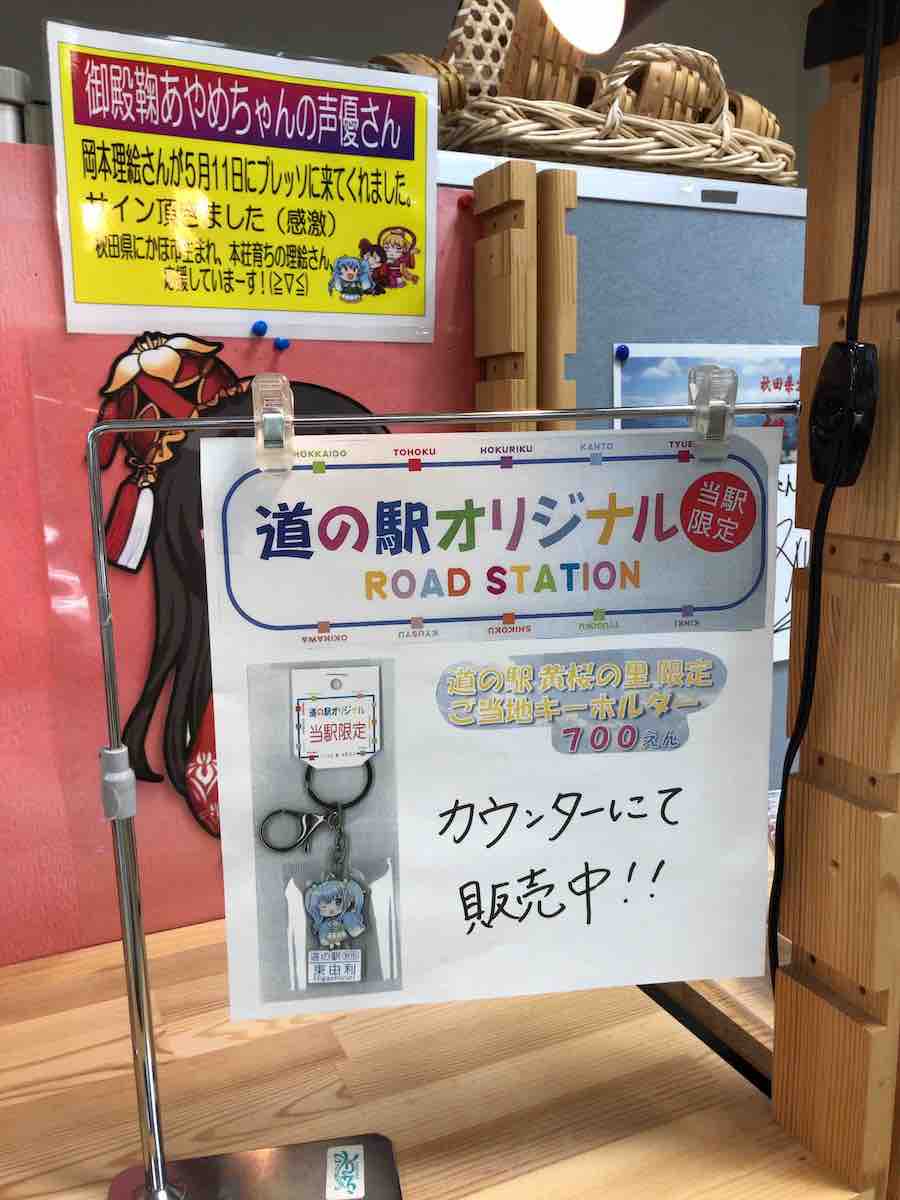 御殿鞠あやめちゃんの声優さん
岡本理絵さんが5月11日にプレッソに来てくれました。
サイン頂きました（感激）
秋田県にかほ市生まれ、本荘育ちの理絵さん、
応援していまーす！(≧∇≦)
秋田県
HOKKAIDO TOHOKU HOKURIKU KANTO TYUB
道の駅オリジナル
当駅
限定
ROAD STATION
OKINAWA KYUSYU SHIKOKU TYUGOKU KINKI
道の駅オリジナル
当駅限定
道の駅
東由利
道の駅 黄桜の里 限定
ご当地キーホルダー
700えん
カウンターにて
販売中!!